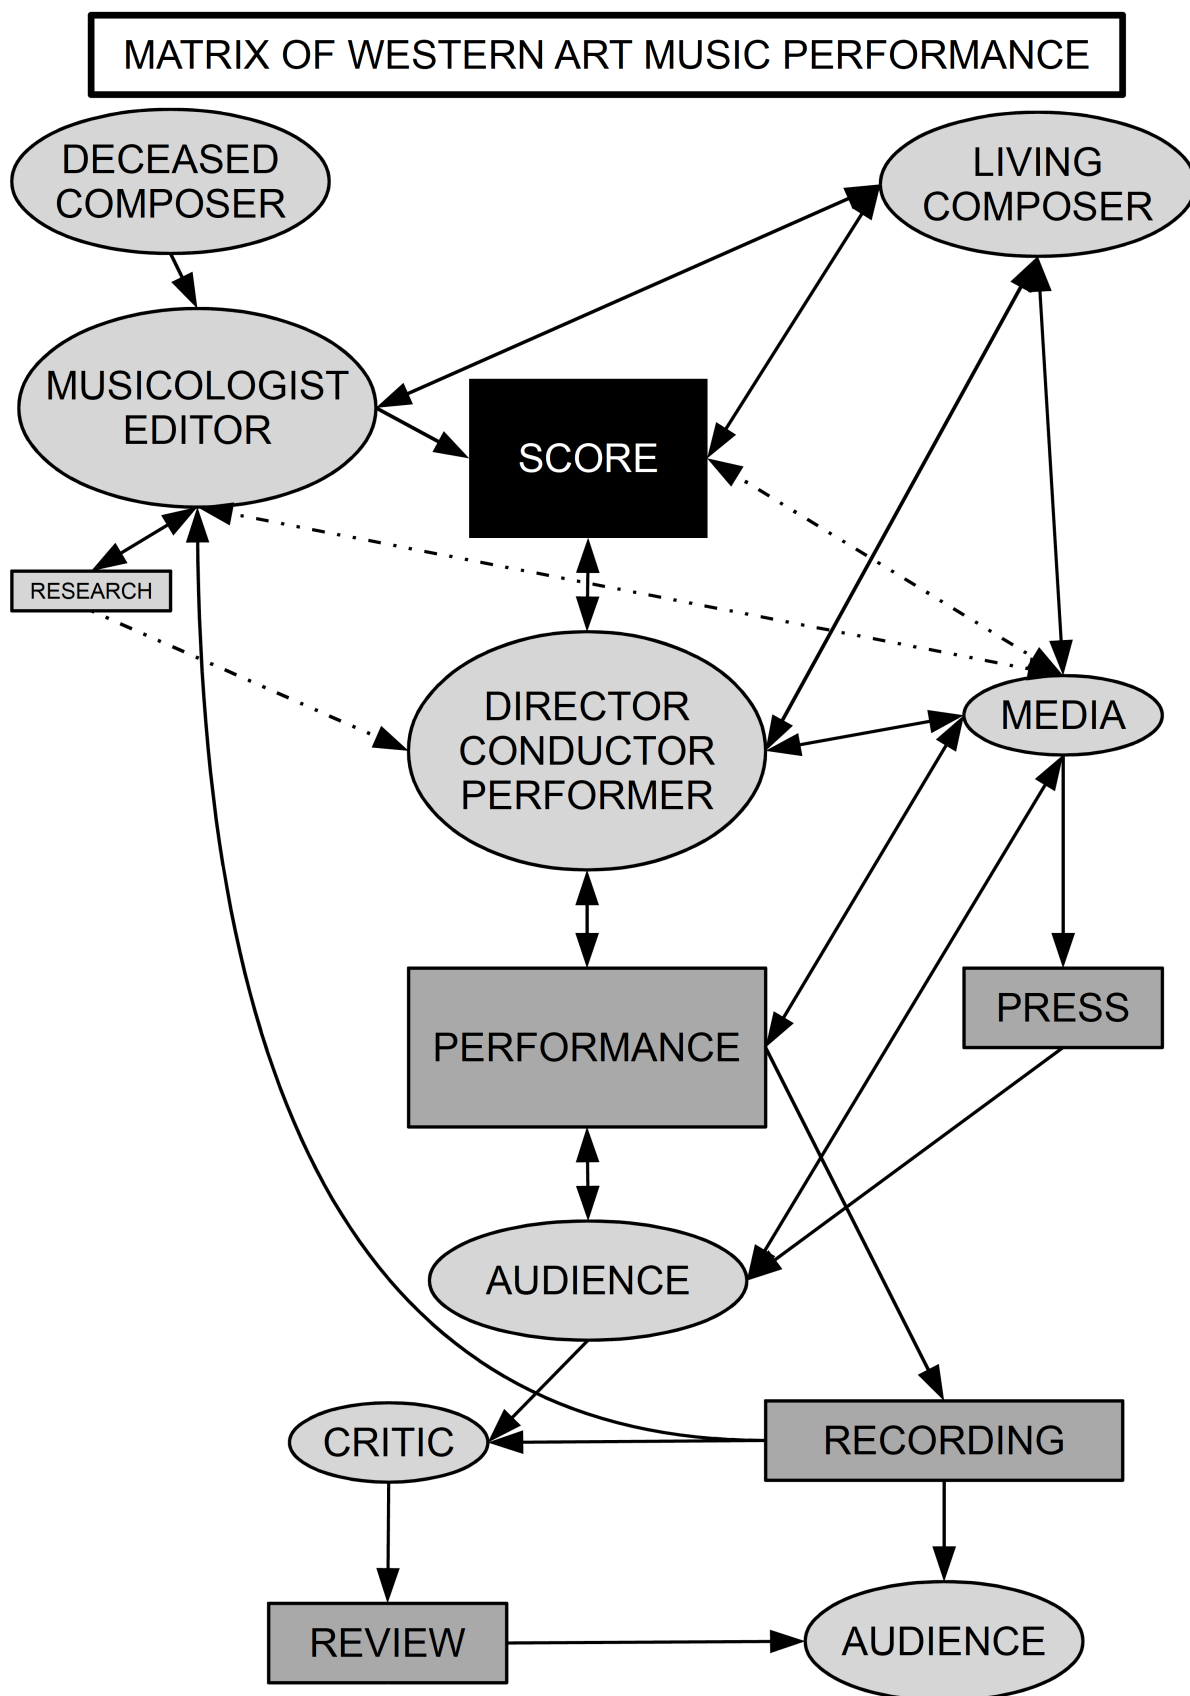 MATRIX OF WESTERN ART MUSIC PERFORMANCE
DECEASED
COMPOSER
LIVING
COMPOSER
MUSICOLOGIST
EDITOR
SCORE
RESEARCH
DIRECTOR
CONDUCTOR
PERFORMER
MEDIA
PERFORMANCE
PRESS
AUDIENCE
CRITIC
RECORDING
REVIEW
AUDIENCE